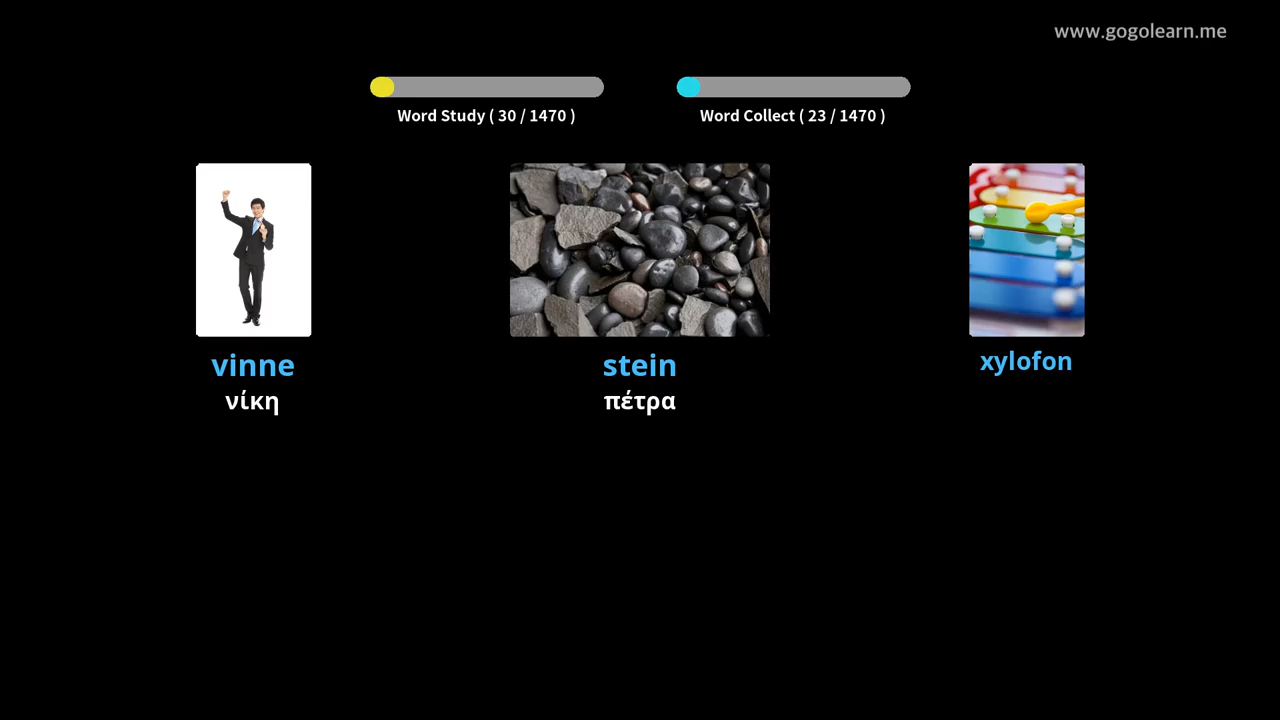 www.gogolearn.me
Word Study ( 30 / 1470 )
Word Collect ( 23 / 1470 )
vinne
νίκη
stein
πέτρα
xylofon